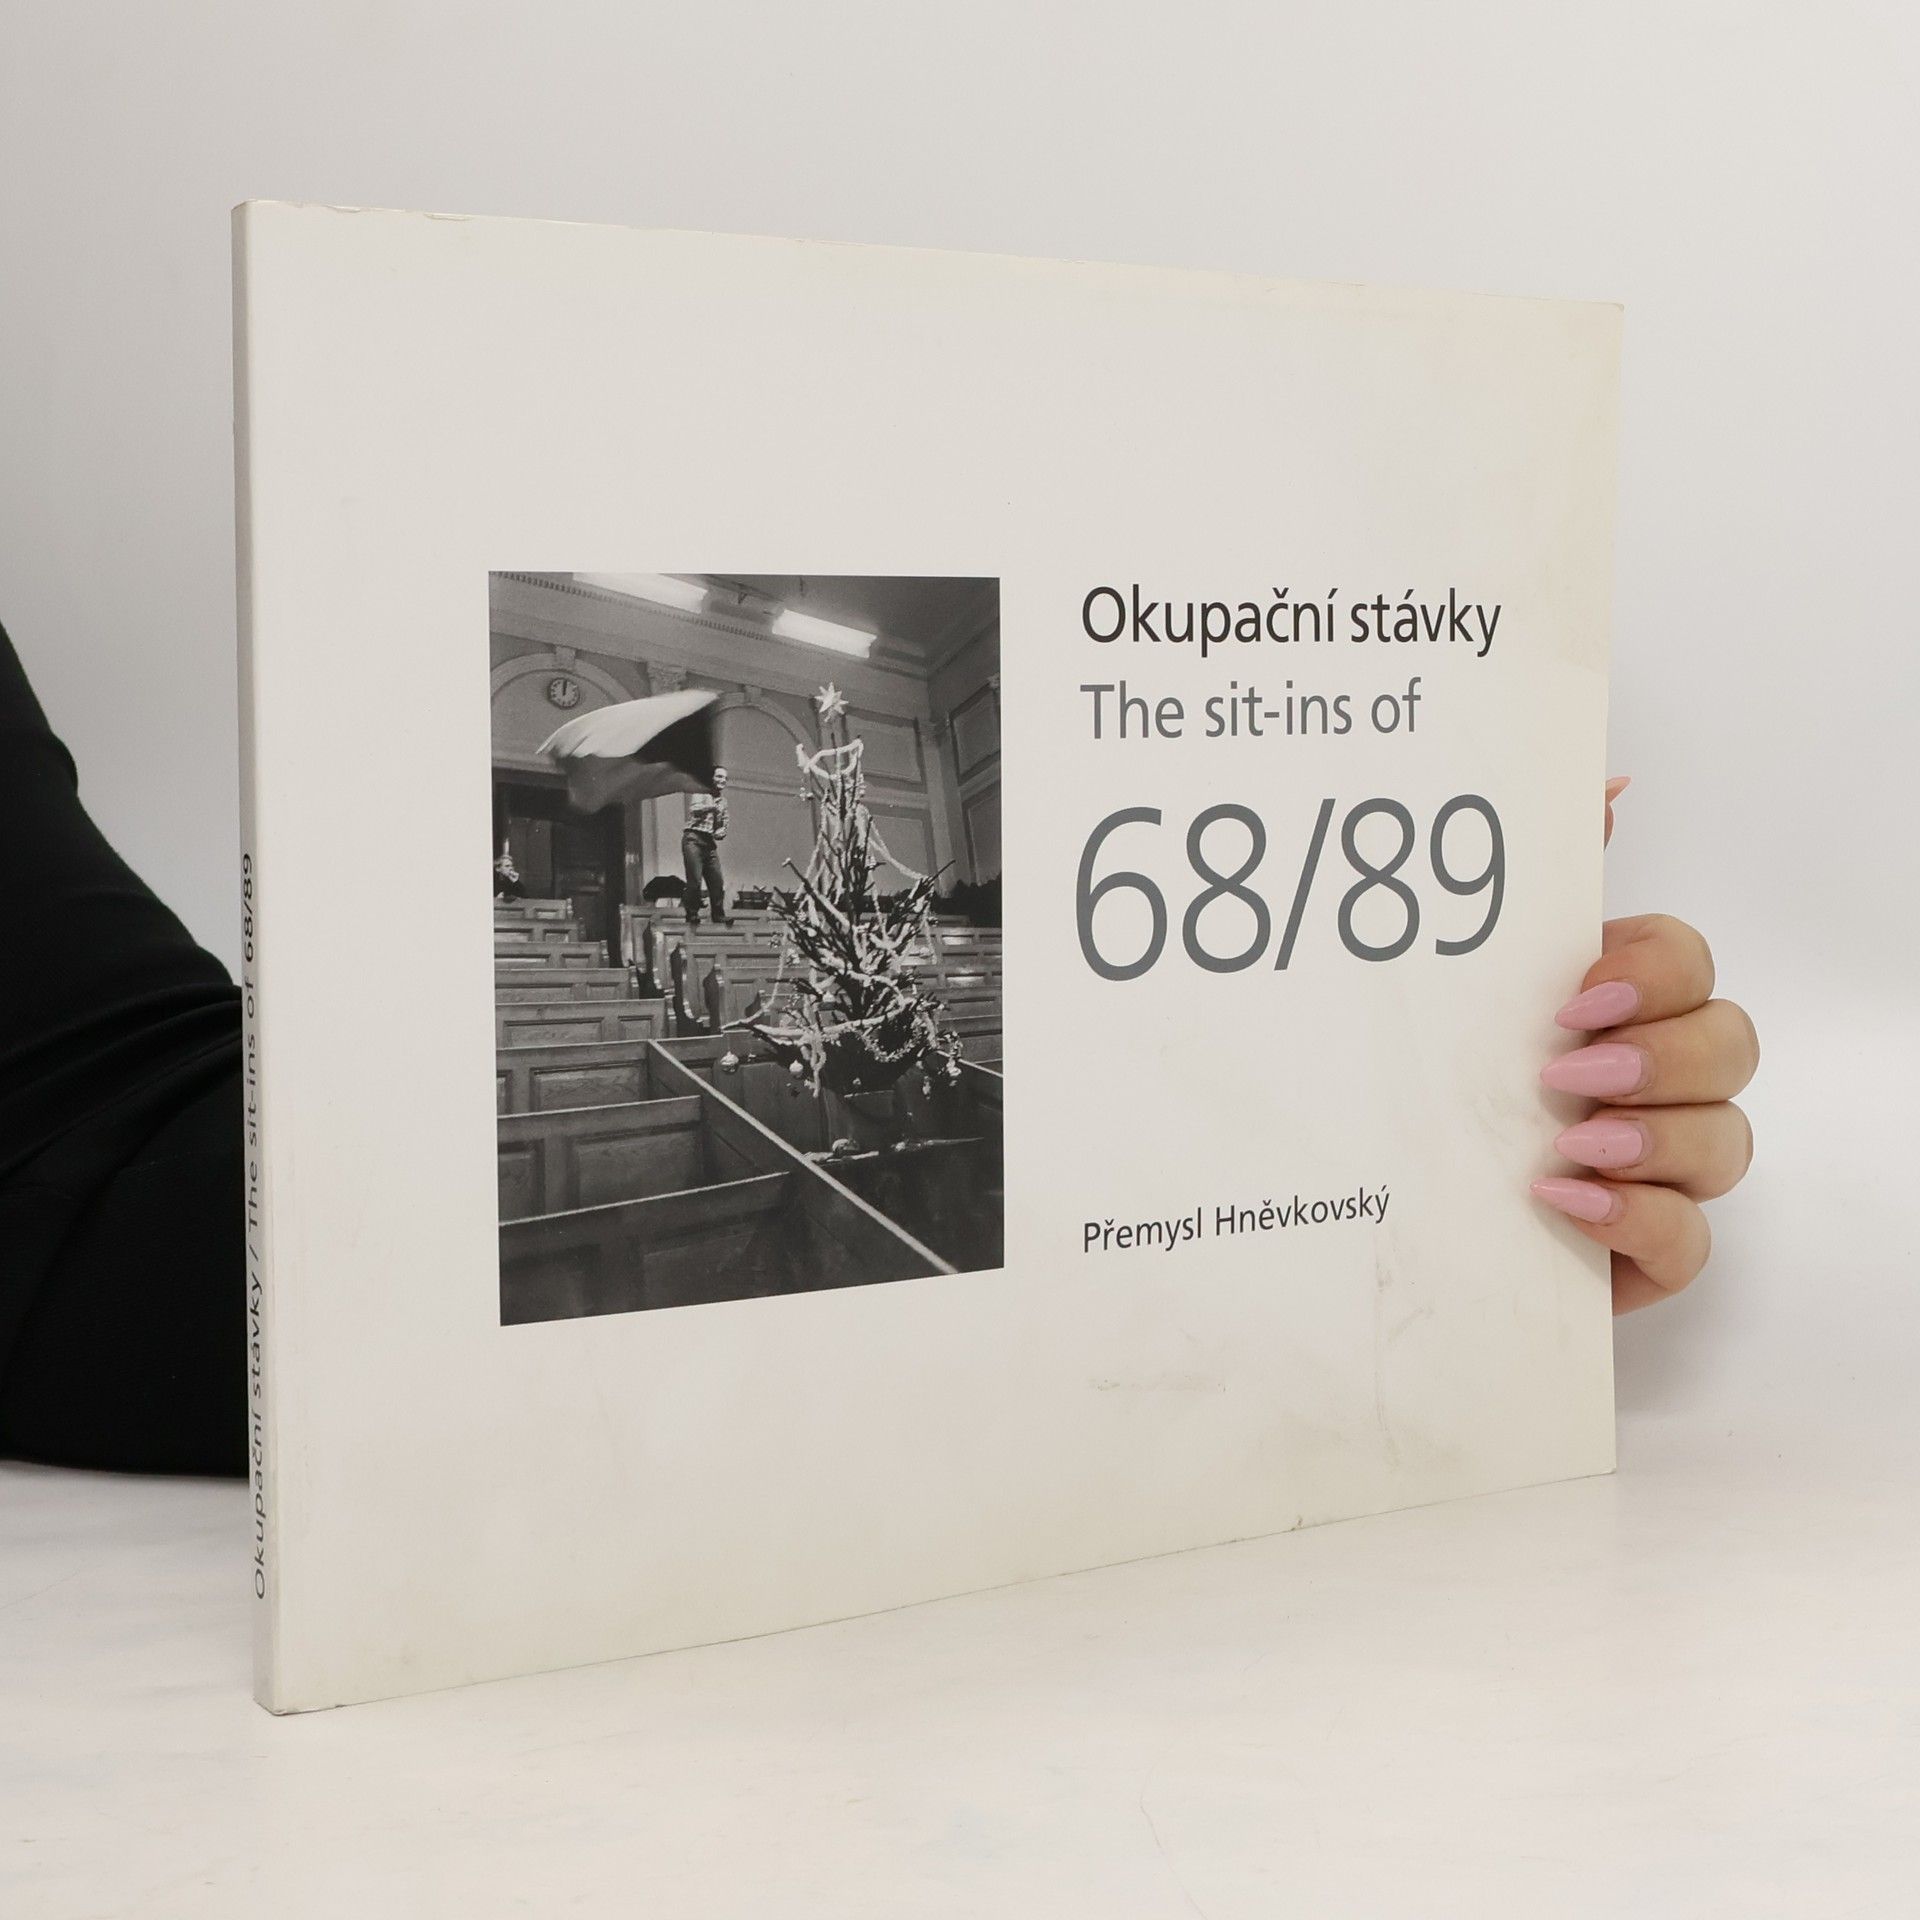 Okupační stávky
The sit-ins of
68/89
Přemysl Hněvkovský
Okupační stávky / The sit-ins of 68/89